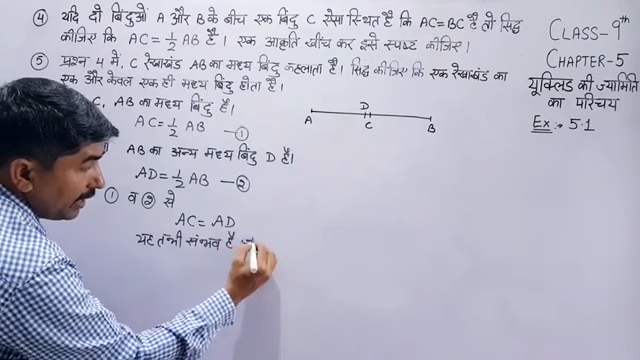 ④ यदि दो बिंदुओं A और B के बीच एक बिंदु C ऐसा स्थित है कि AC=BC है तो सिद्ध
कीजिए कि AC = 1/2 AB है। एक आकृति खींच कर इसे स्पष्ट कीजिए।
⑤ प्रश्न 4 में, C रेखाखंड AB का मध्य बिंदु कहलाता है। सिद्ध कीजिए कि एक रेखाखंड का
एक और केवल एक ही मध्य बिंदु होता है।
C, AB का मध्य बिंदु है।
AC = 1/2 AB —①
AB का अन्य मध्य बिंदु D है।
AD = 1/2 AB —②
① व ② से
AC = AD
यह तभी संभव है
D
A C B
CLASS-9th
CHAPTER-5
यूक्लिड की ज्यामिति
का परिचय
Ex:- 5.1